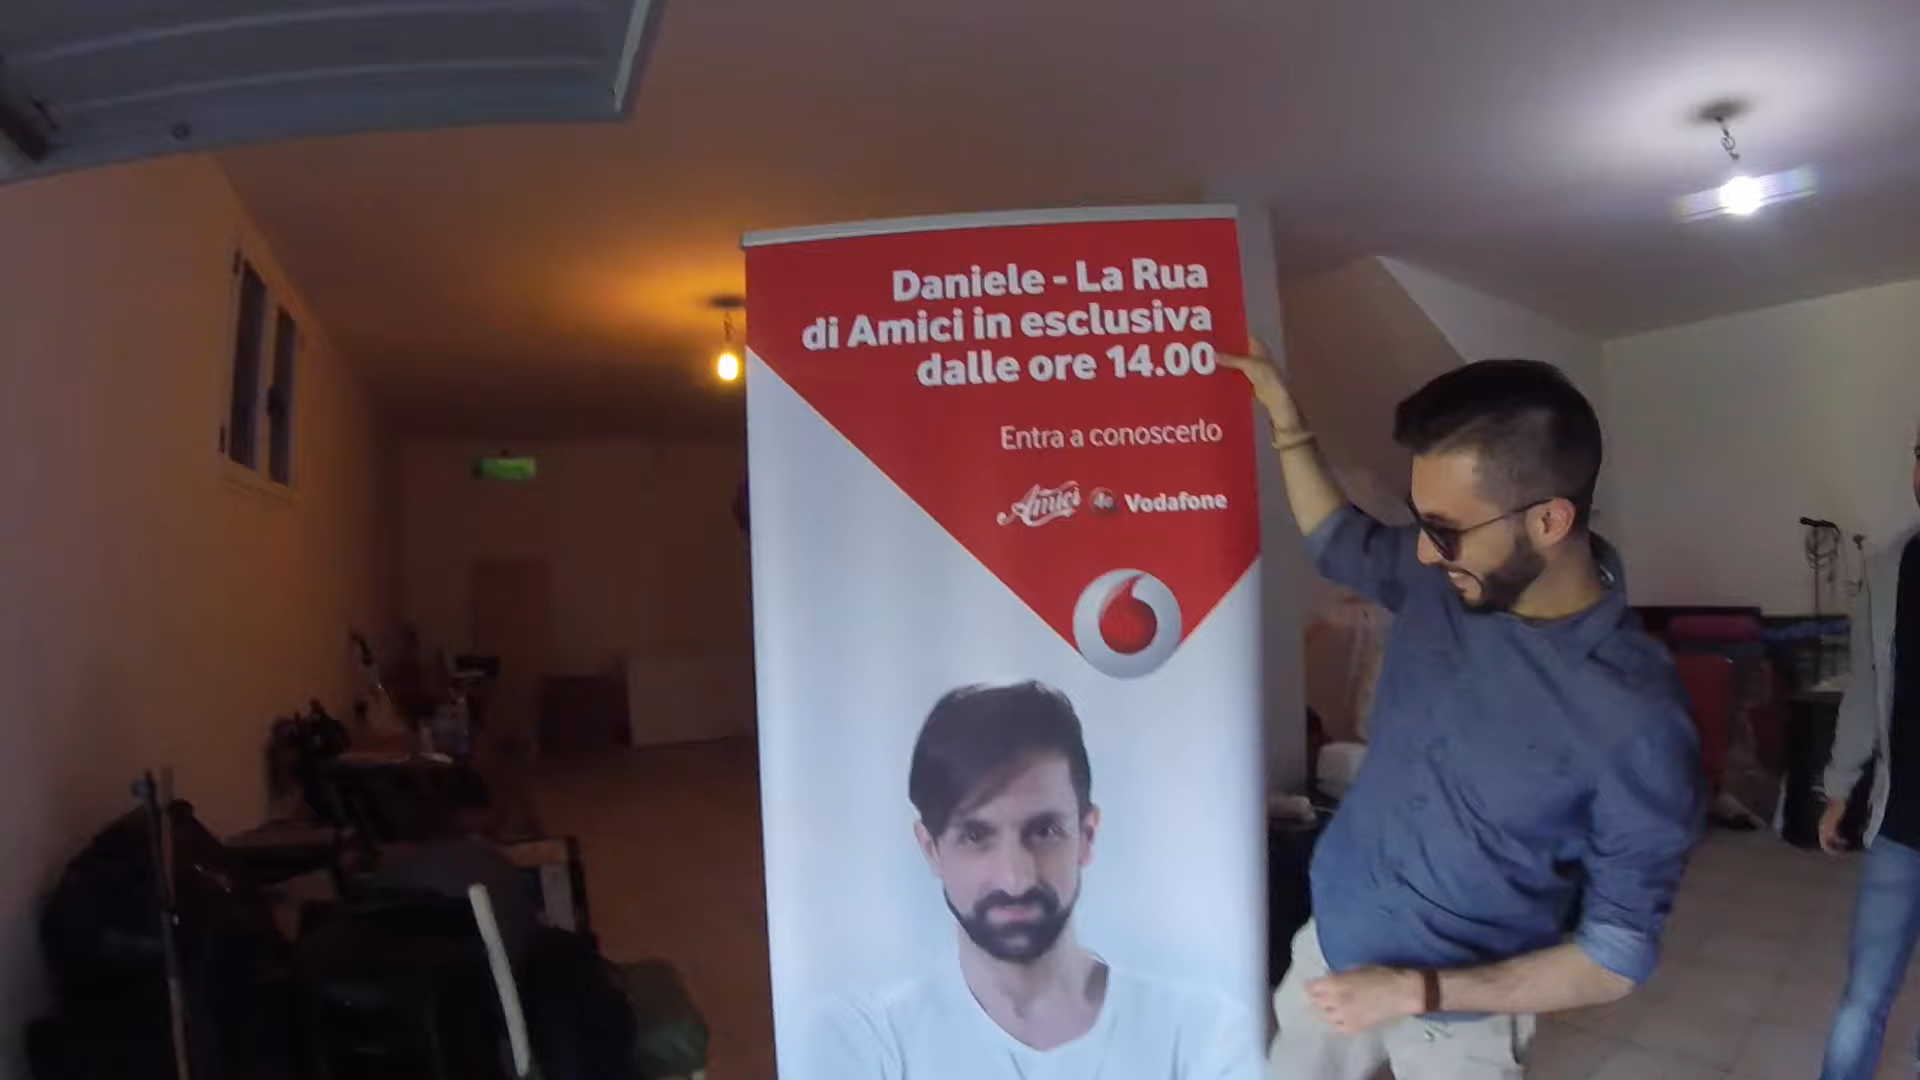 Daniele - La Rua
di Amici in esclusiva
dalle ore 14.00
Entra a conoscerlo
Amici Vodafone